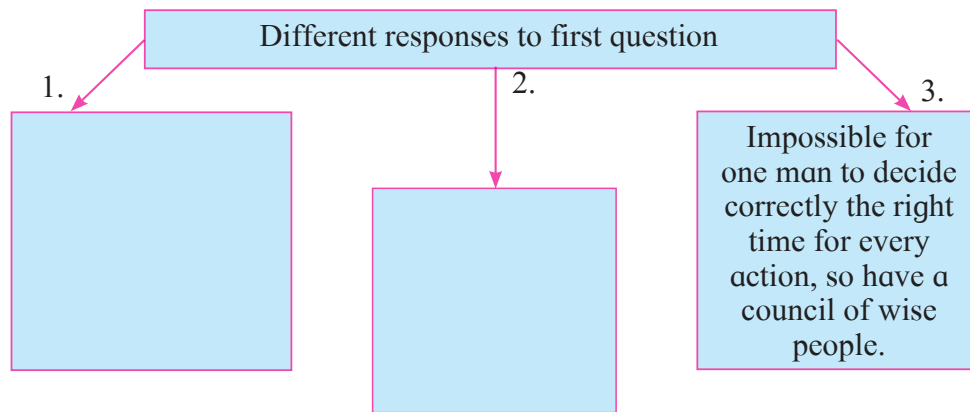 Different responses to first question
1.
2.
3.
Impossible for
one man to decide
correctly the right
time for every
action, so have a
council of wise
people.